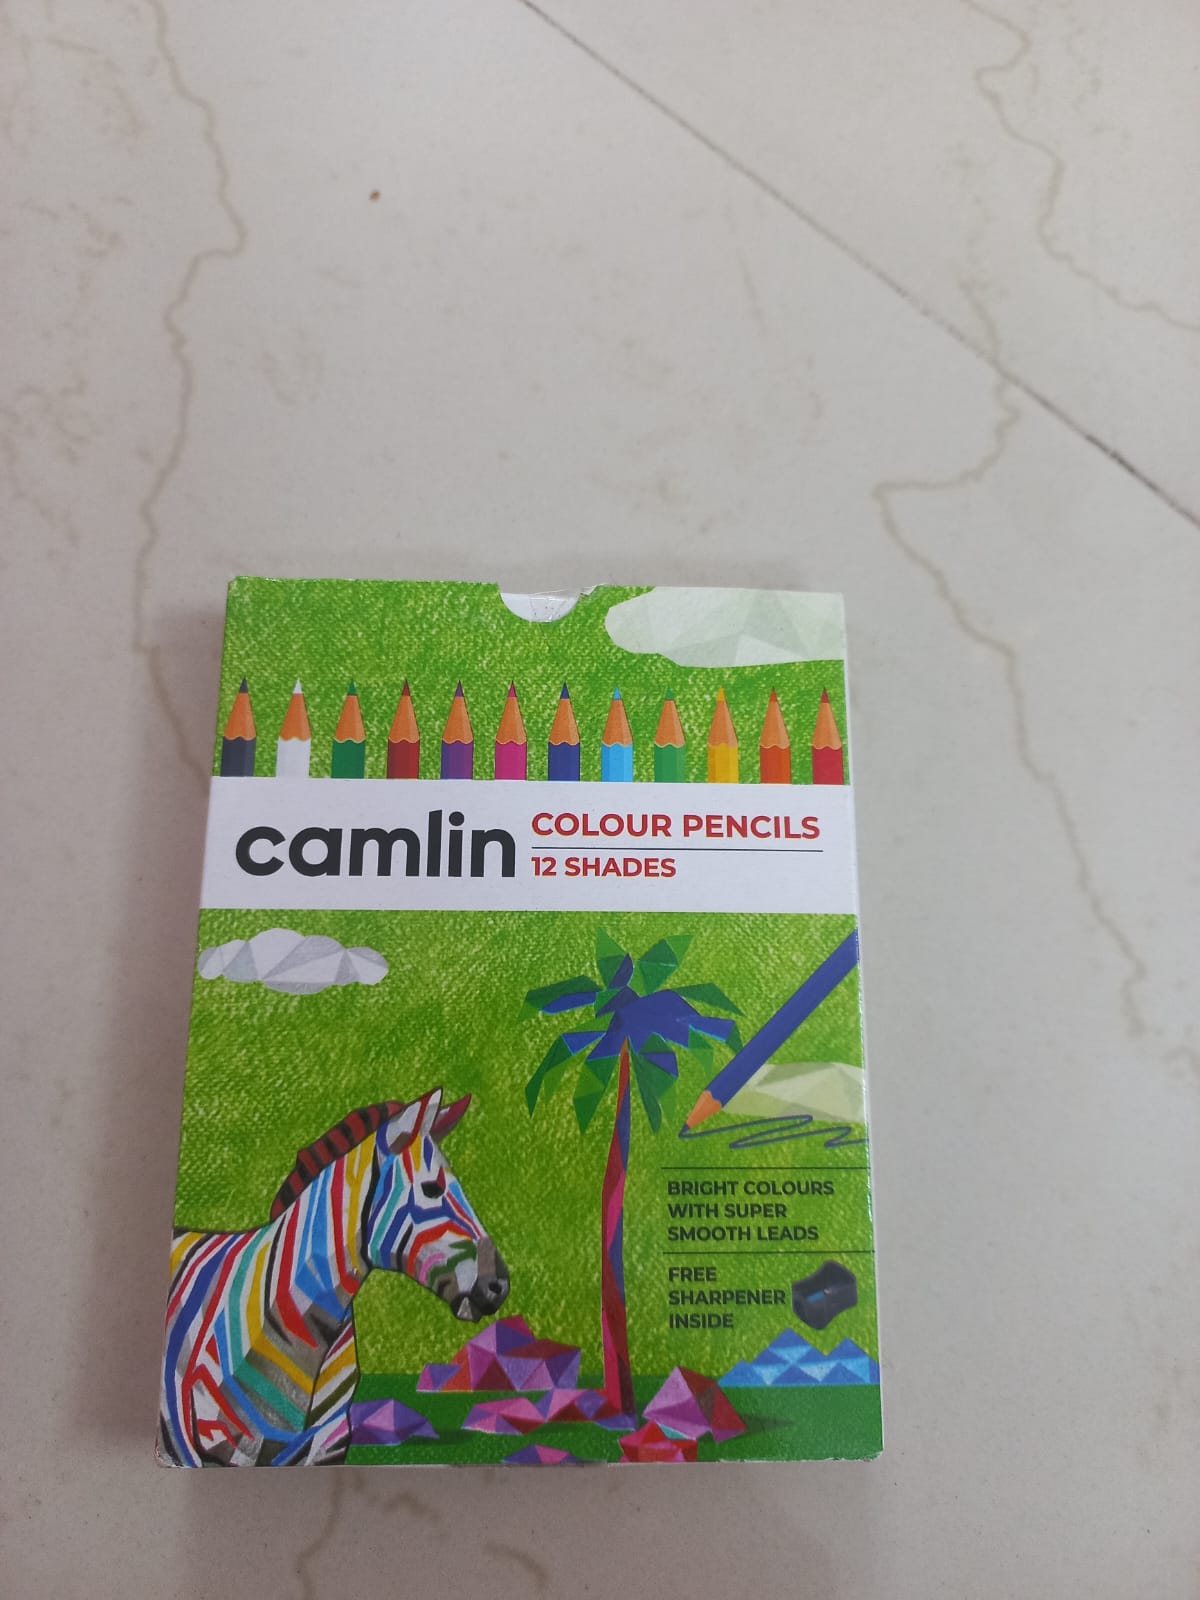 camlin
COLOUR PENCILS
12 SHADES
BRIGHT COLOURS
WITH SUPER
SMOOTH LEADS
FREE
SHARPENER
INSIDE